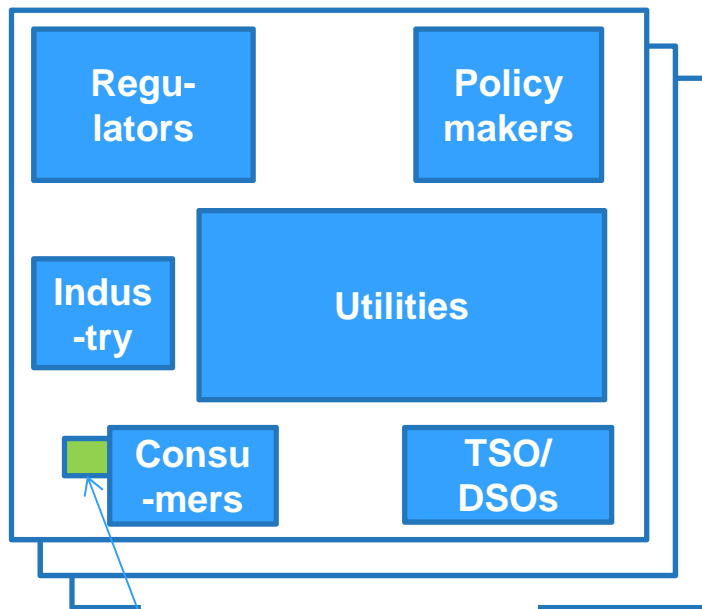 Regu-
lators
Policy
makers
Indus
-try
Utilities
Consu
-mers
TSO/
DSOs